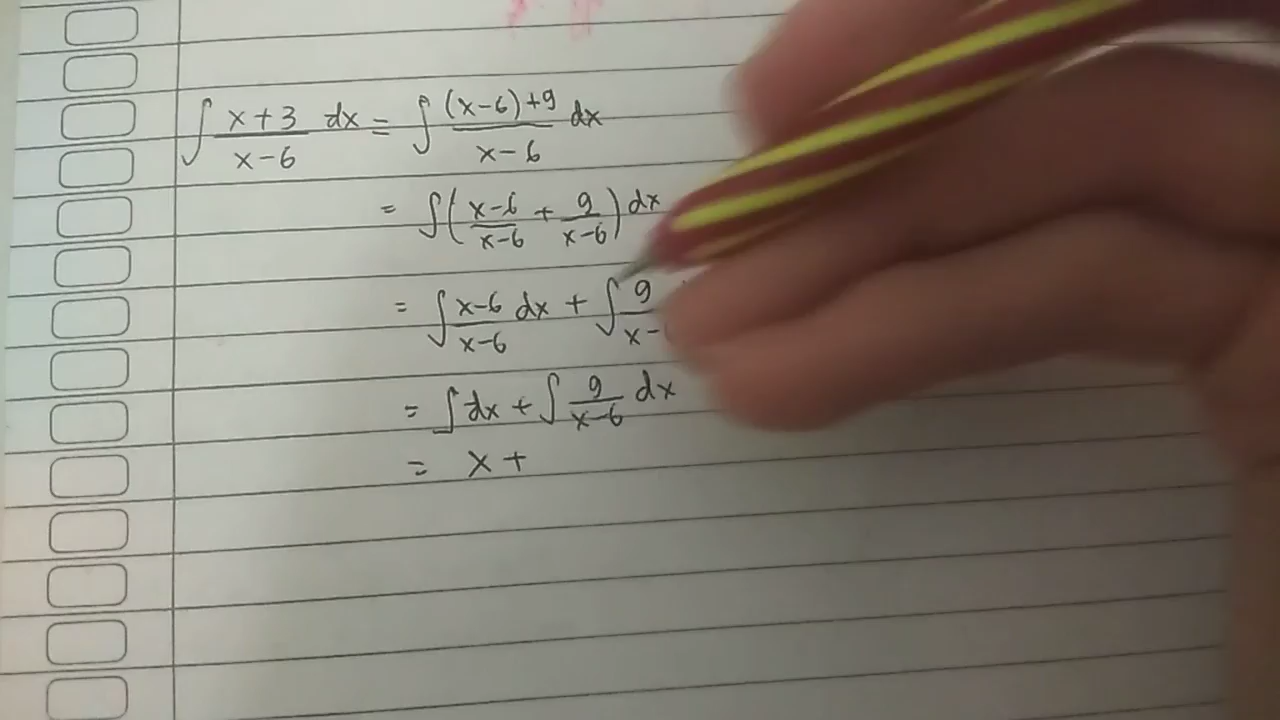 ∫ x+3/x-6 dx = ∫ (x-6)+9/x-6 dx
= ∫(x-6/x-6 + 9/x-6) dx
= ∫ x-6/x-6 dx + ∫ 9/x-
= ∫ dx + ∫ 9/x-6 dx
= x +